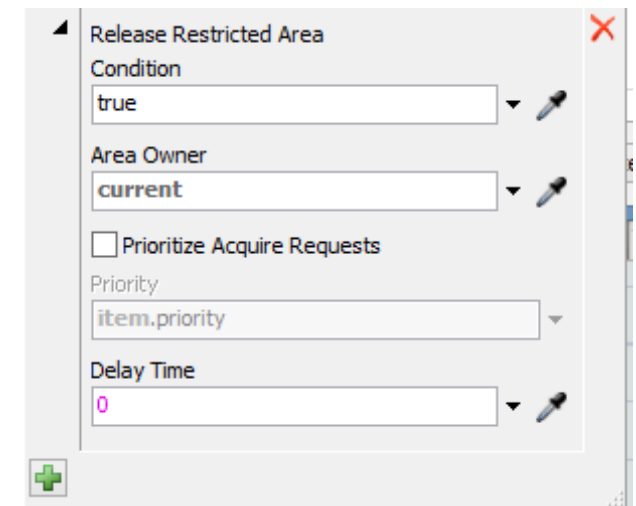 Release Restricted Area
Condition
true
Area Owner
current
Prioritize Acquire Requests
Priority
item.priority
Delay Time
0